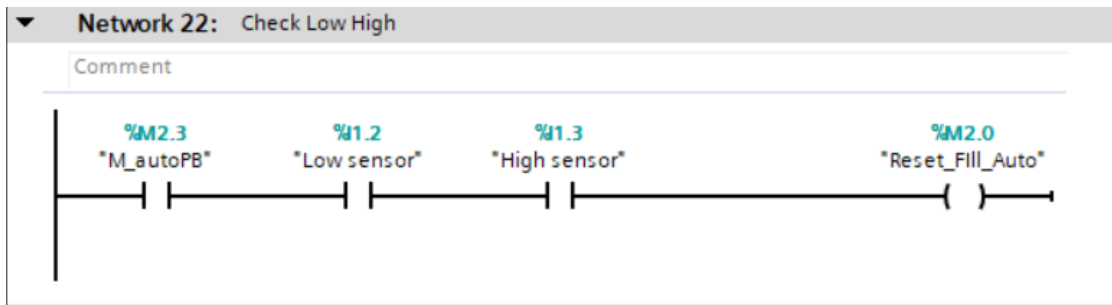 Network 22: Check Low High
Comment
%M2.3 %I1.2 %I1.3 %M2.0
"M_autoPB" "Low sensor" "High sensor" "Reset_FIll_Auto"